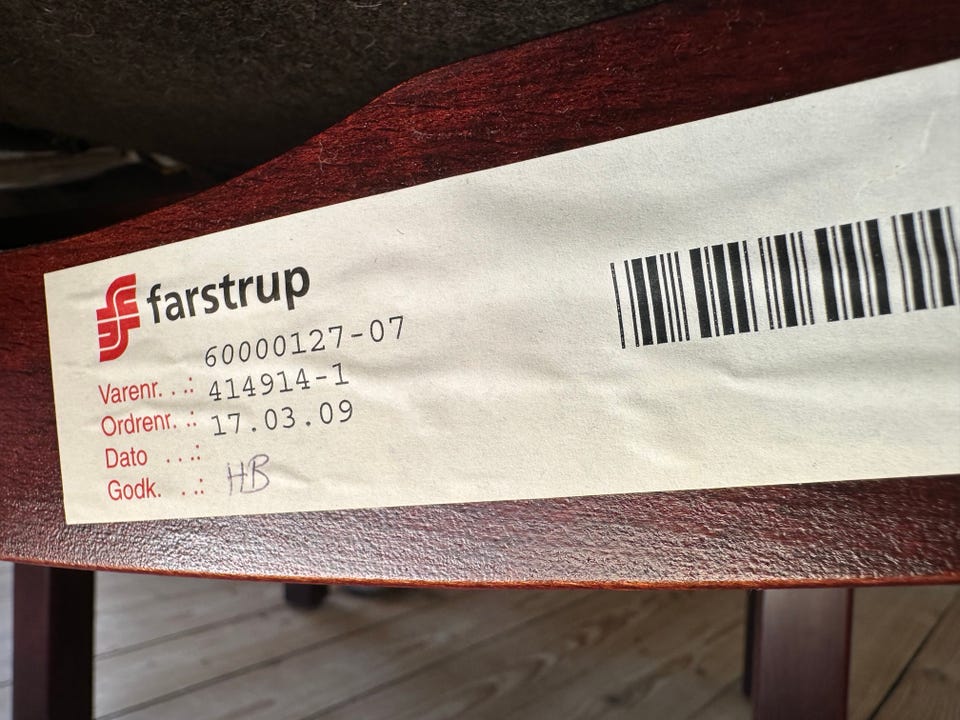 farstrup
60000127-07
Varenr. . .: 414914-1
Ordrenr. .: 17.03.09
Dato . . .:
Godk. . .: HB